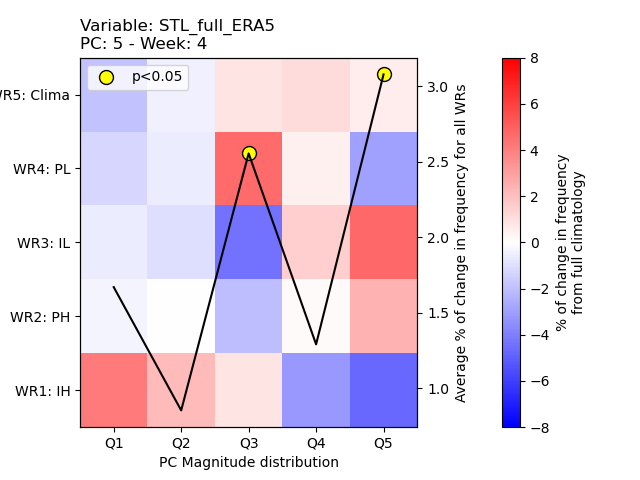 Variable: STL_full_ERA5
PC: 5 - Week: 4
p<0.05
WR5: Clima
WR4: PL
WR3: IL
WR2: PH
WR1: IH
Q1 Q2 Q3 Q4 Q5
PC Magnitude distribution
3.0
2.5
2.0
1.5
1.0
Average % of change in frequency for all WRs
8
6
4
2
0
−2
−4
−6
−8
% of change in frequency
from full climatology